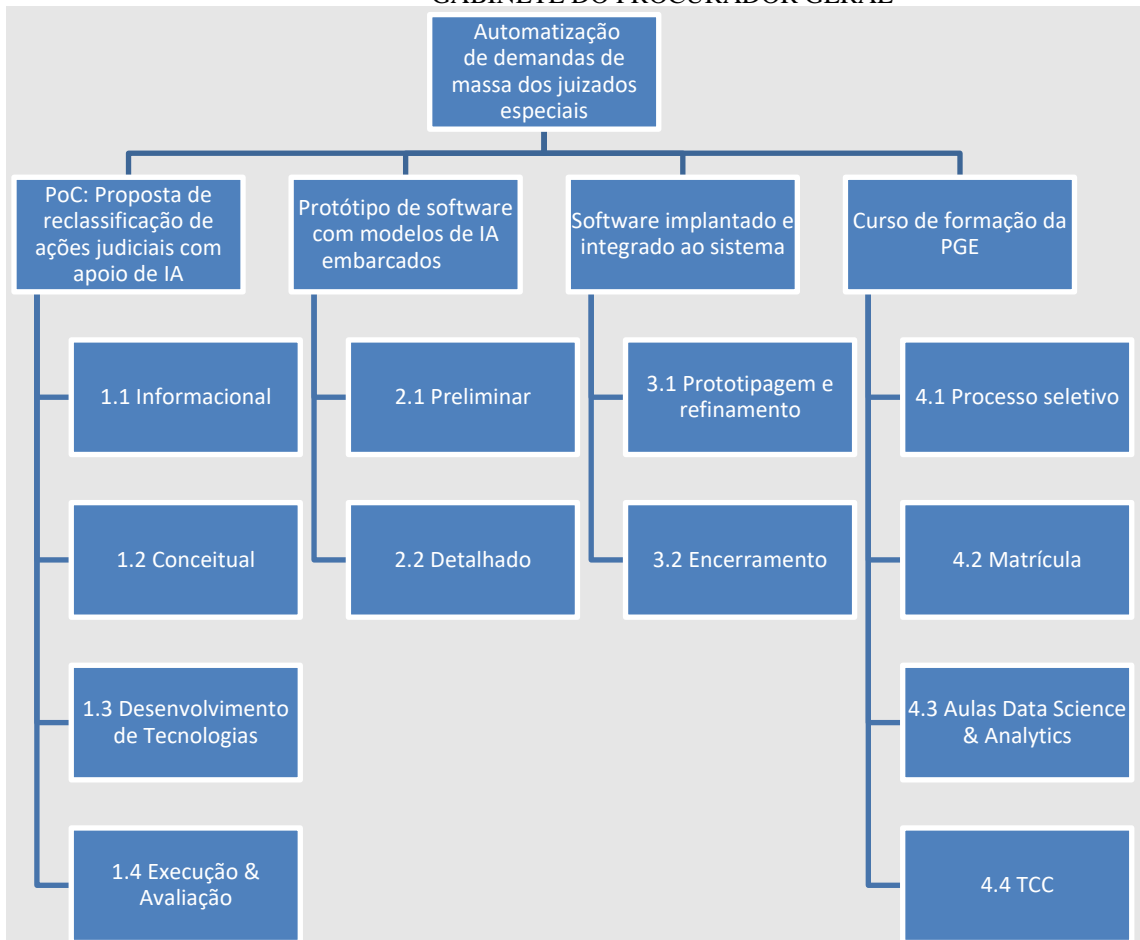 GABINETE DO PROCURADOR GERAL
Automatização
de demandas de
massa dos juizados
especiais
PoC: Proposta de
reclassificação de
ações judiciais com
apoio de IA
Protótipo de software
com modelos de IA
embarcados
Software implantado e
integrado ao sistema
Curso de formação da
PGE
1.1 Informacional
1.2 Conceitual
1.3 Desenvolvimento
de Tecnologias
1.4 Execução &
Avaliação
2.1 Preliminar
2.2 Detalhado
3.1 Prototipagem e
refinamento
3.2 Encerramento
4.1 Processo seletivo
4.2 Matrícula
4.3 Aulas Data Science
& Analytics
4.4 TCC